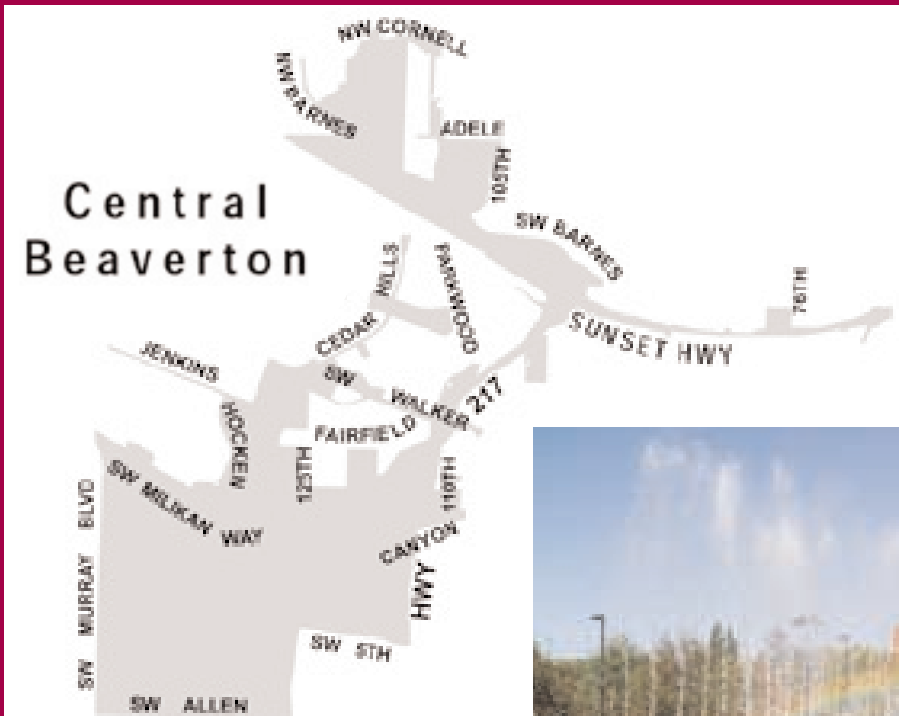 NW CORNELL
NW BARNES
ADELE
105TH
Central
Beaverton
SW BARNES
CEDAR HILLS
PARKWOOD
76TH
SUNSET HWY
JENKINS
SW WALKER
217
HOCKEN
FAIRFIELD
125TH
110TH
SW MILIKAN WAY
CANYON
HWY
SW MURRAY BLVD
SW 5TH
SW ALLEN